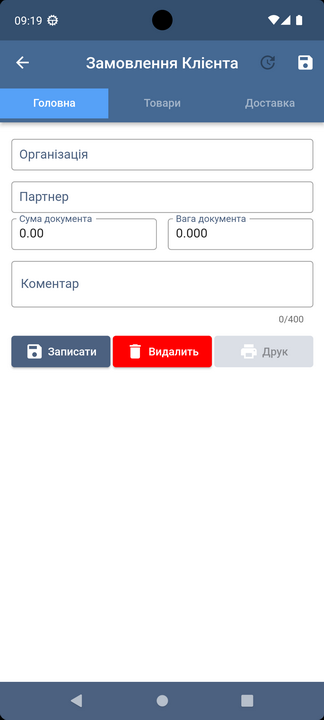 09:19
Замовлення Клієнта
Головна
Товари
Доставка
Організація
Партнер
Сума документа
Вага документа
0.00
0.000
Коментар
0/400
Записати
Видалить
Друк